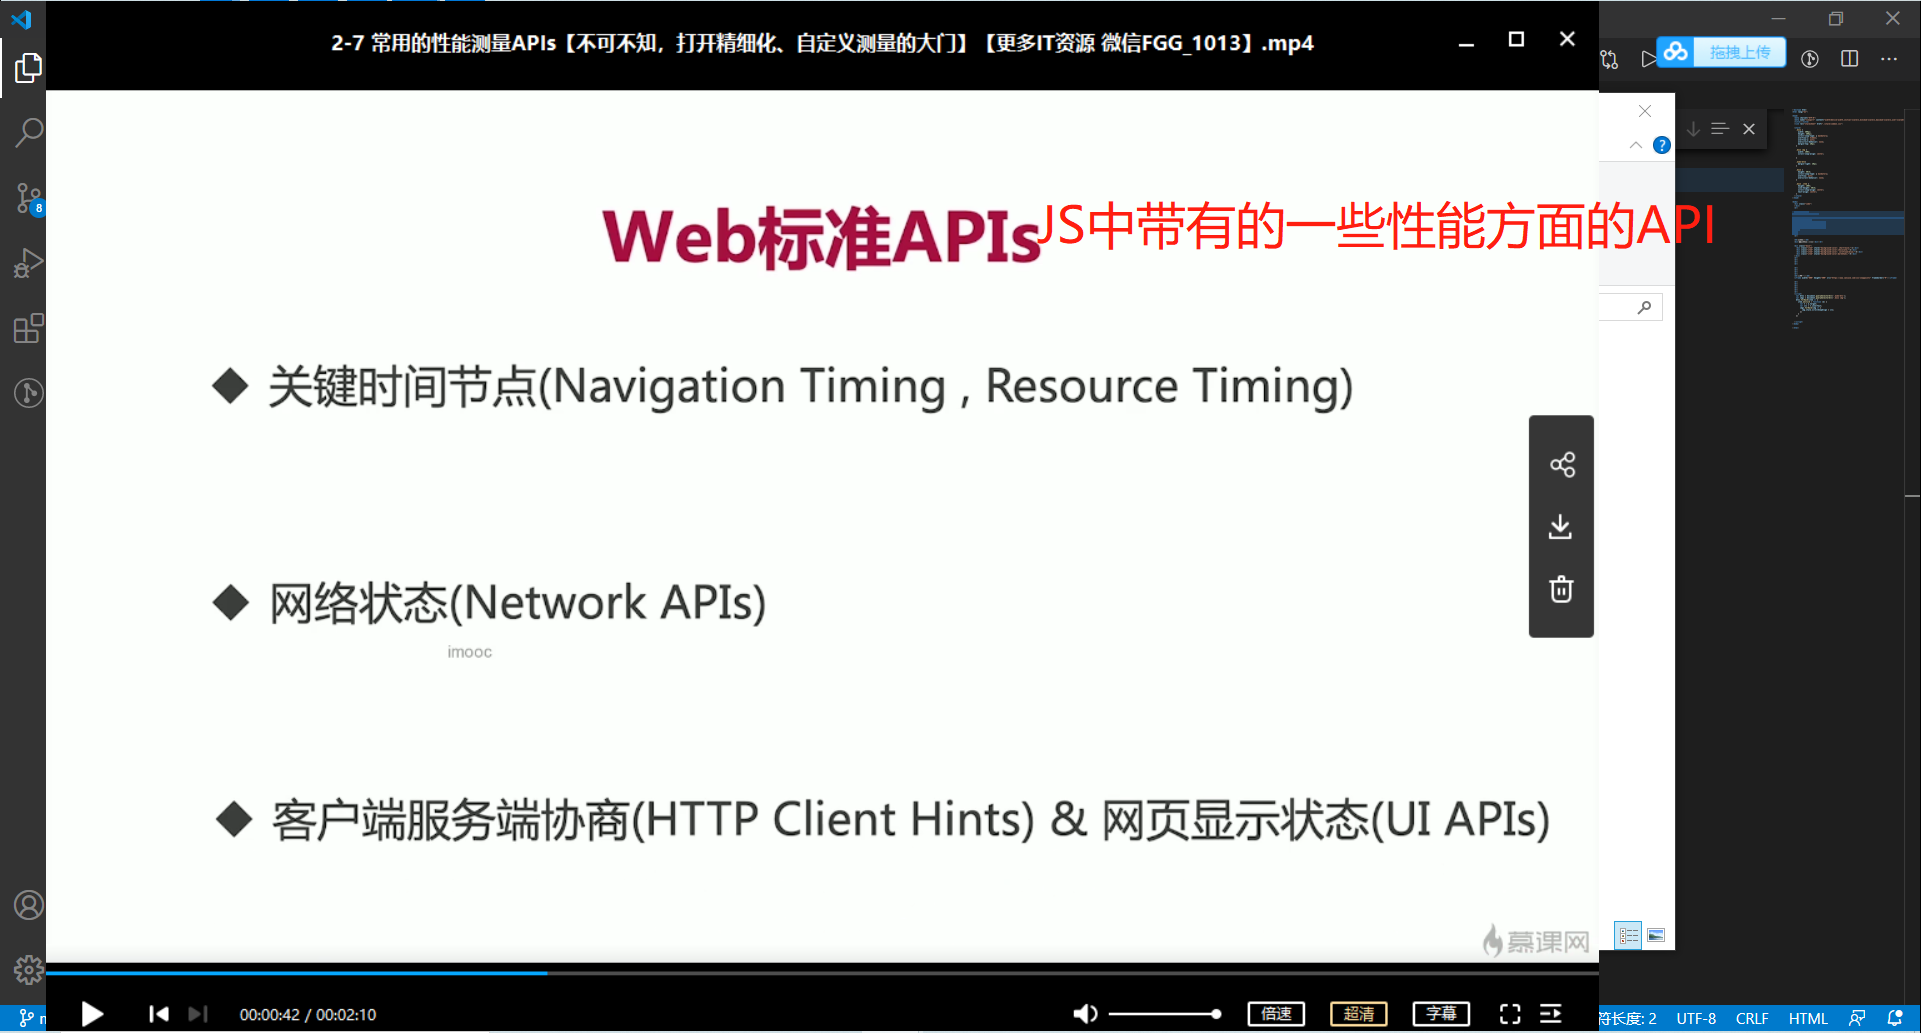 2-7 常用的性能测量APIs【不可不知，打开精细化、自定义测量的大门】【更多IT资源 微信FGG_1013】.mp4
拖拽上传
Web标准APIs
JS中带有的一些性能方面的API
关键时间节点(Navigation Timing , Resource Timing)
网络状态(Network APIs)
imooc
客户端服务端协商(HTTP Client Hints) & 网页显示状态(UI APIs)
慕课网
8
?
00:00:42 / 00:02:10
倍速
超清
字幕
符长度: 2
UTF-8
CRLF
HTML